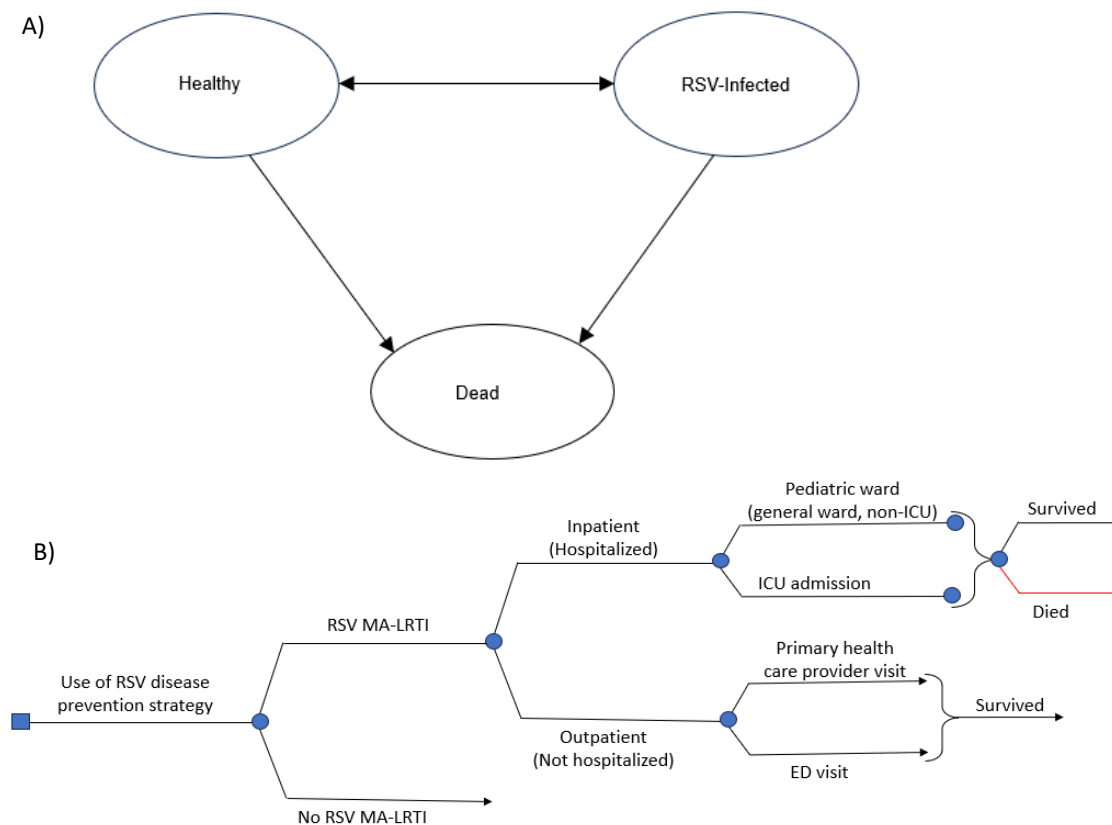 A)
Healthy
RSV-Infected
Dead
B)
Pediatric ward
(general ward, non-ICU)
Survived
Inpatient
(Hospitalized)
ICU admission
Died
RSV MA-LRTI
Primary health
care provider visit
Use of RSV disease
prevention strategy
Survived
Outpatient
(Not hospitalized)
ED visit
No RSV MA-LRTI